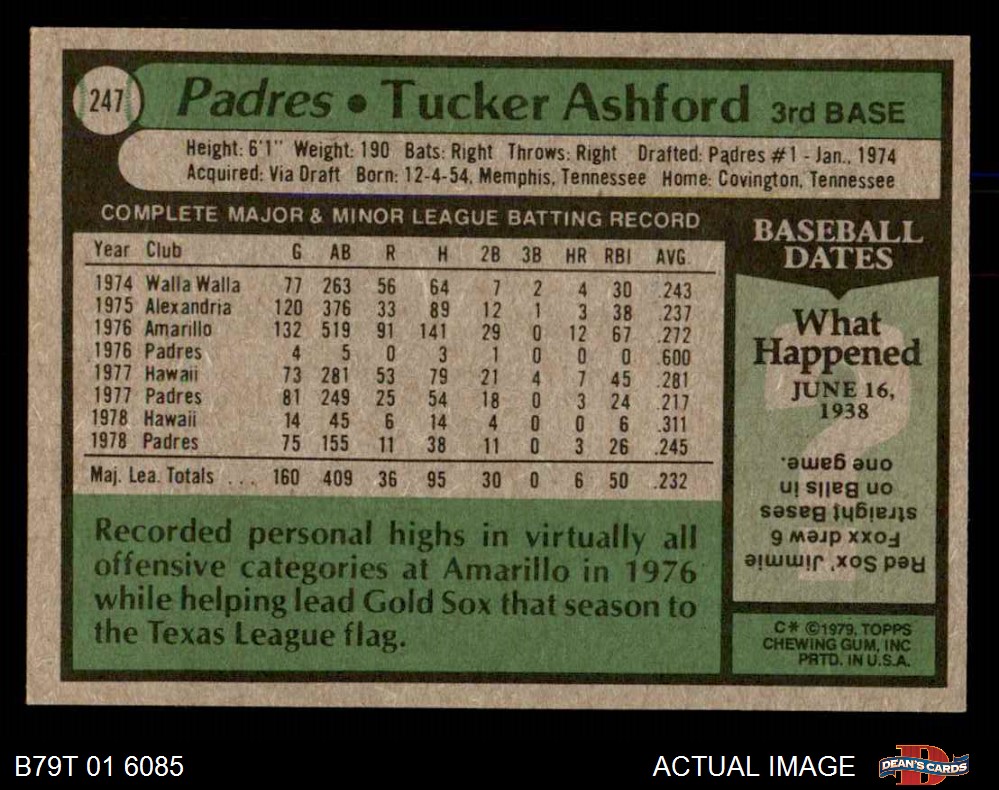 247
Padres • Tucker Ashford 3rd BASE
Height: 6'1" Weight: 190 Bats: Right Throws: Right Drafted: Padres #1 - Jan., 1974
Acquired: Via Draft Born: 12-4-54, Memphis, Tennessee Home: Covington, Tennessee
COMPLETE MAJOR & MINOR LEAGUE BATTING RECORD
Year Club G AB R H 2B 3B HR RBI AVG.
1974 Walla Walla 77 263 56 64 7 2 4 30 .243
1975 Alexandria 120 376 33 89 12 1 3 38 .237
1976 Amarillo 132 519 91 141 29 0 12 67 .272
1976 Padres 4 5 0 3 1 0 0 0 .600
1977 Hawaii 73 281 53 79 21 4 7 45 .281
1977 Padres 81 249 25 54 18 0 3 24 .217
1978 Hawaii 14 45 6 14 4 0 0 6 .311
1978 Padres 75 155 11 38 11 0 3 26 .245
Maj. Lea. Totals ... 160 409 36 95 30 0 6 50 .232
Recorded personal highs in virtually all
offensive categories at Amarillo in 1976
while helping lead Gold Sox that season to
the Texas League flag.
BASEBALL
DATES
What
Happened
JUNE 16,
1938
?
Red Sox' Jimmie
Foxx drew 6
straight Bases
on Balls in
one game.
C* ©1979, TOPPS
CHEWING GUM, INC
PRTD. IN U.S.A.
B79T 01 6085
ACTUAL IMAGE
D
DEAN'S CARDS